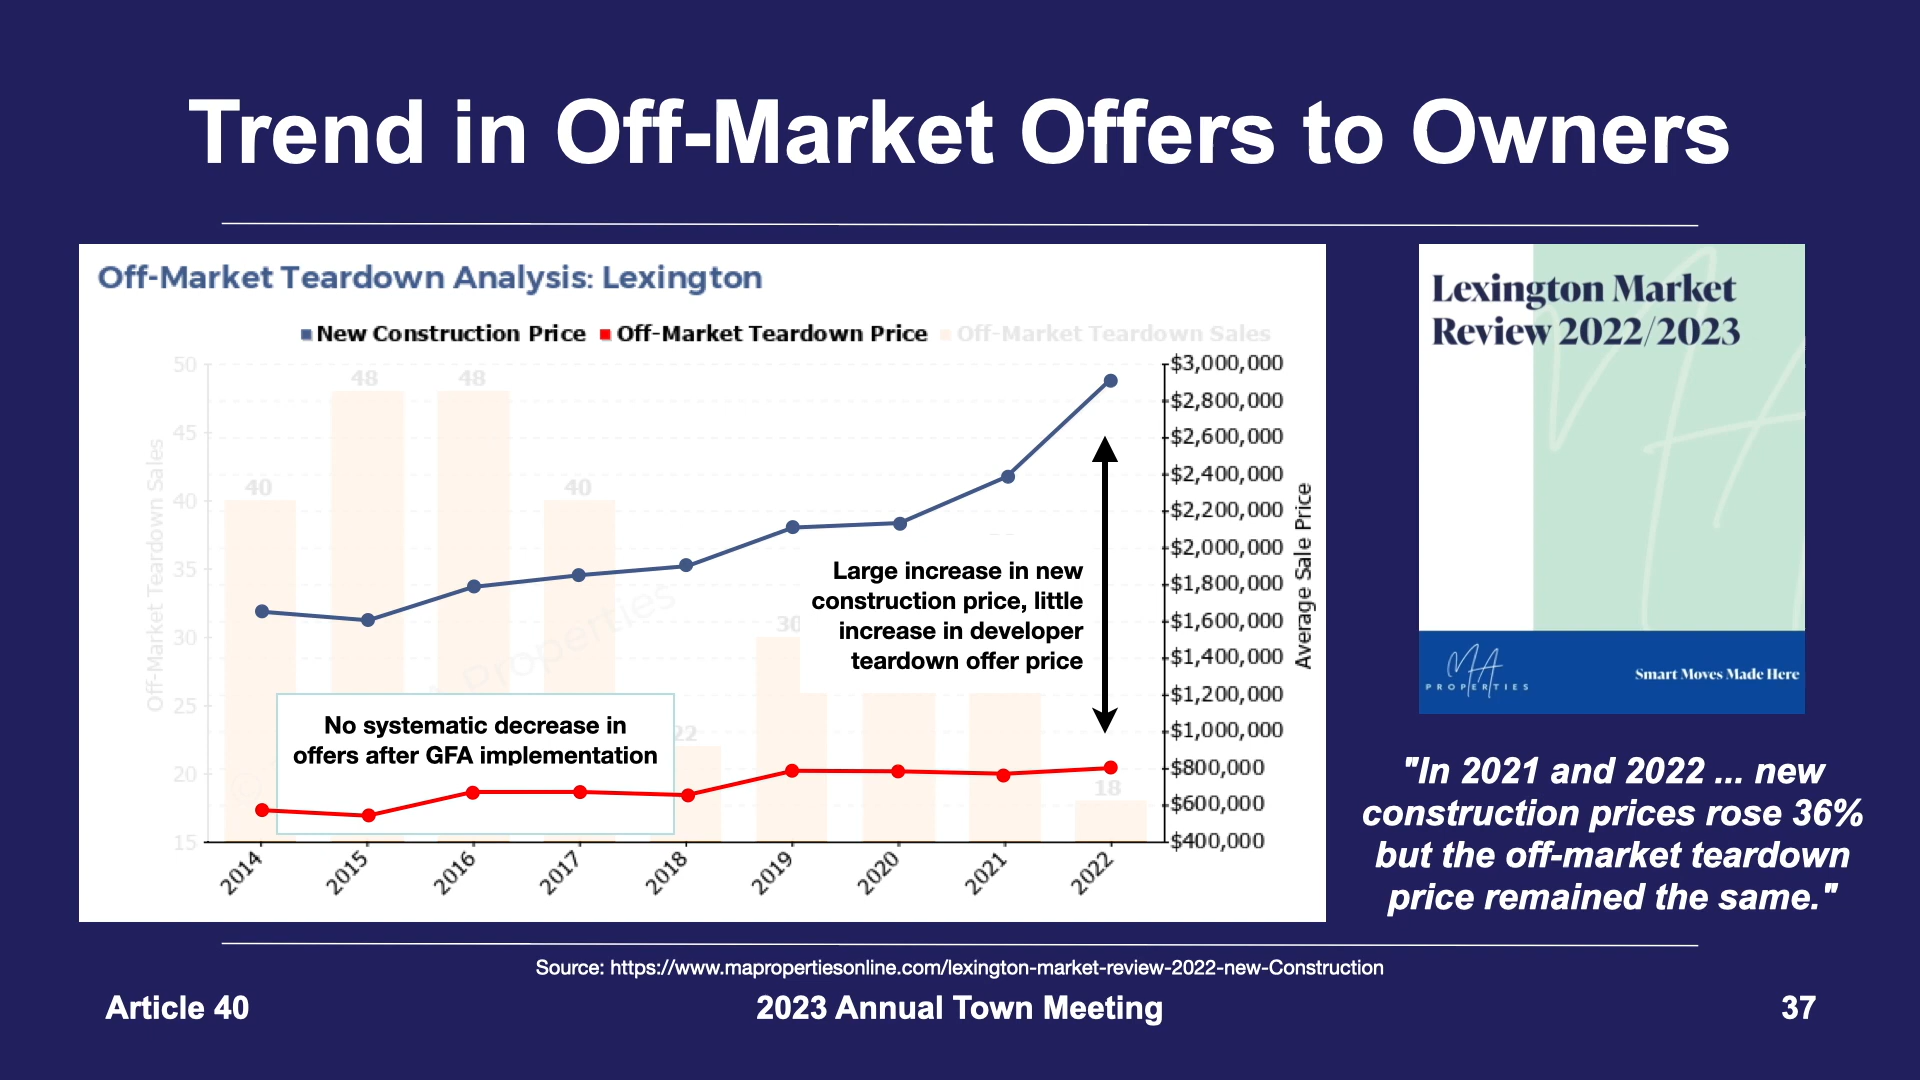 Trend in Off-Market Offers to Owners
Off-Market Teardown Analysis: Lexington
New Construction Price
Off-Market Teardown Price
Off-Market Teardown Sales
50
45
40
35
30
25
20
15
Off-Market Teardown Sales
40
48
48
40
22
30
18
Properties
©
$3,000,000
$2,800,000
$2,600,000
$2,400,000
$2,200,000
$2,000,000
$1,800,000
$1,600,000
$1,400,000
$1,200,000
$1,000,000
$800,000
$600,000
$400,000
Average Sale Price
Large increase in new
construction price, little
increase in developer
teardown offer price
No systematic decrease in
offers after GFA implementation
2014
2015
2016
2017
2018
2019
2020
2021
2022
Lexington Market
Review 2022/2023
MA
PROPERTIES
Smart Moves Made Here
"In 2021 and 2022 ... new
construction prices rose 36%
but the off-market teardown
price remained the same."
Source: https://www.mapropertiesonline.com/lexington-market-review-2022-new-Construction
Article 40
2023 Annual Town Meeting
37